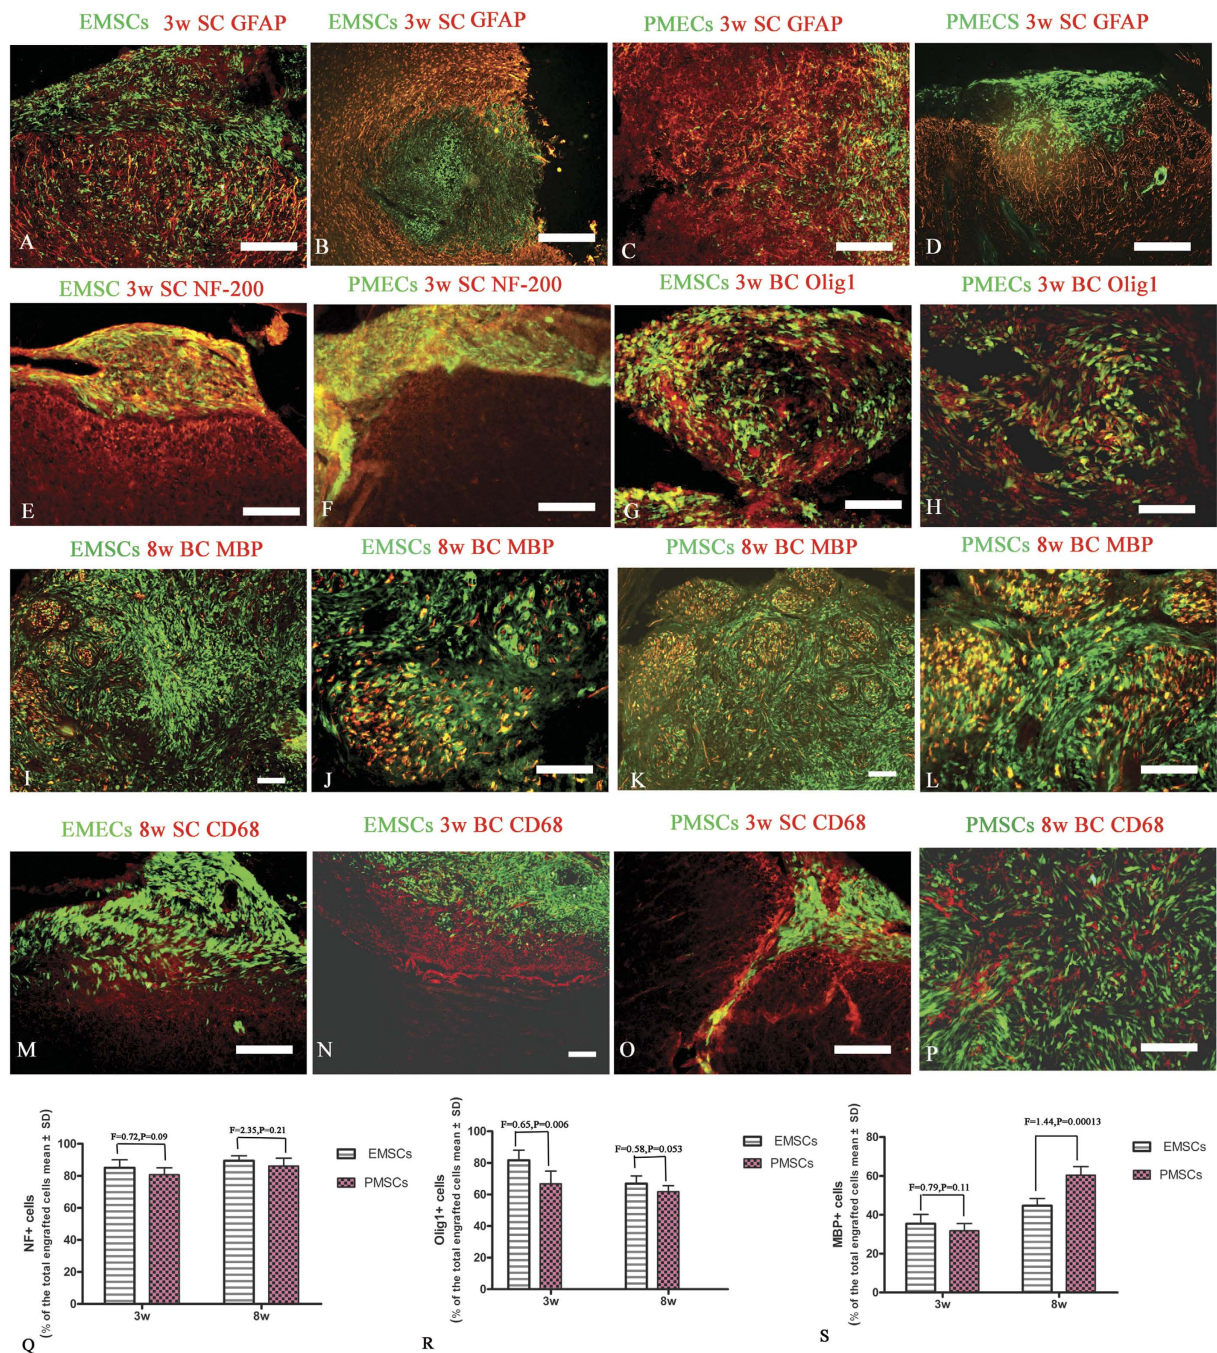 EMSCs 3w SC GFAP
EMSCs 3w SC GFAP
PMECs 3w SC GFAP
PMECS 3w SC GFAP
A
B
C
D
EMSC 3w SC NF-200
PMECs 3w SC NF-200
EMSCs 3w BC Olig1
PMECs 3w BC Olig1
E
F
G
H
EMSCs 8w BC MBP
EMSCs 8w BC MBP
PMSCs 8w BC MBP
PMSCs 8w BC MBP
I
J
K
L
EMECs 8w SC CD68
EMSCs 3w BC CD68
PMSCs 3w SC CD68
PMSCs 8w BC CD68
M
N
O
P
NF+ cells
(% of the total engrafted cells mean ± SD)
100
80
60
40
20
0
F=0.72,P=0.09
F=2.35,P=0.21
EMSCs
PMSCs
3w
8w
Q
Olig1+ cells
(% of the total engrafted cells mean ± SD)
100
80
60
40
20
0
F=0.65,P=0.006
F=0.58,P=0.053
EMSCs
PMSCs
3w
8w
R
MBP+ cells
(% of the total engrafted cells mean ± SD)
80
60
40
20
0
F=0.79,P=0.11
F=1.44,P=0.00013
EMSCs
PMSCs
3w
8w
S